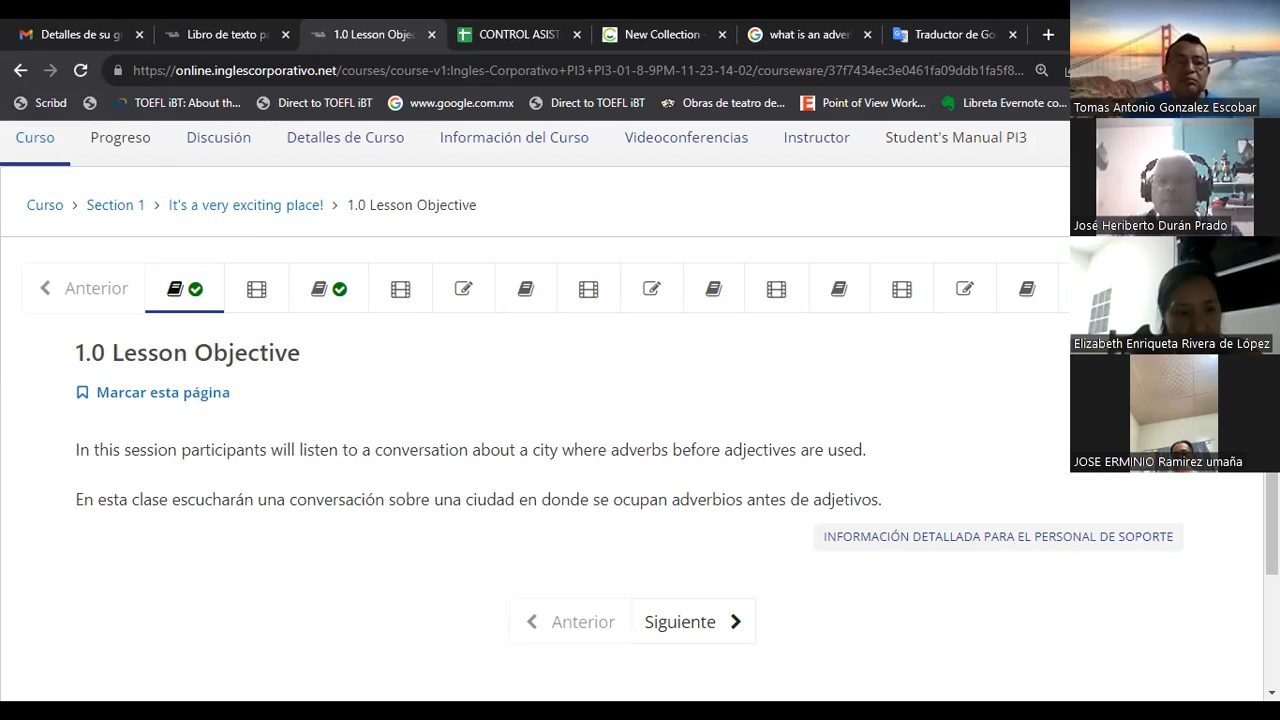 Detalles de su gr
Libro de texto pa
1.0 Lesson Objec
CONTROL ASIST
New Collection -
what is an adver
Traductor de Go
https://online.inglescorporativo.net/courses/course-v1:Ingles-Corporativo+PI3+PI3-01-8-9PM-11-23-14-02/courseware/37f7434ec3e0461fa09ddb1fa5f8...
Scribd
TOEFL iBT: About th...
Direct to TOEFL iBT
www.google.com.mx
Direct to TOEFL iBT
Obras de teatro de...
Point of View Work...
Libreta Evernote co...
Curso
Progreso
Discusión
Detalles de Curso
Información del Curso
Videoconferencias
Instructor
Student's Manual PI3
Curso > Section 1 > It's a very exciting place! > 1.0 Lesson Objective
Anterior
1.0 Lesson Objective
Marcar esta página
In this session participants will listen to a conversation about a city where adverbs before adjectives are used.
En esta clase escucharán una conversación sobre una ciudad en donde se ocupan adverbios antes de adjetivos.
INFORMACIÓN DETALLADA PARA EL PERSONAL DE SOPORTE
Anterior
Siguiente
Tomas Antonio Gonzalez Escobar
José Heriberto Durán Prado
Elizabeth Enriqueta Rivera de López
JOSE ERMINIO Ramirez umaña